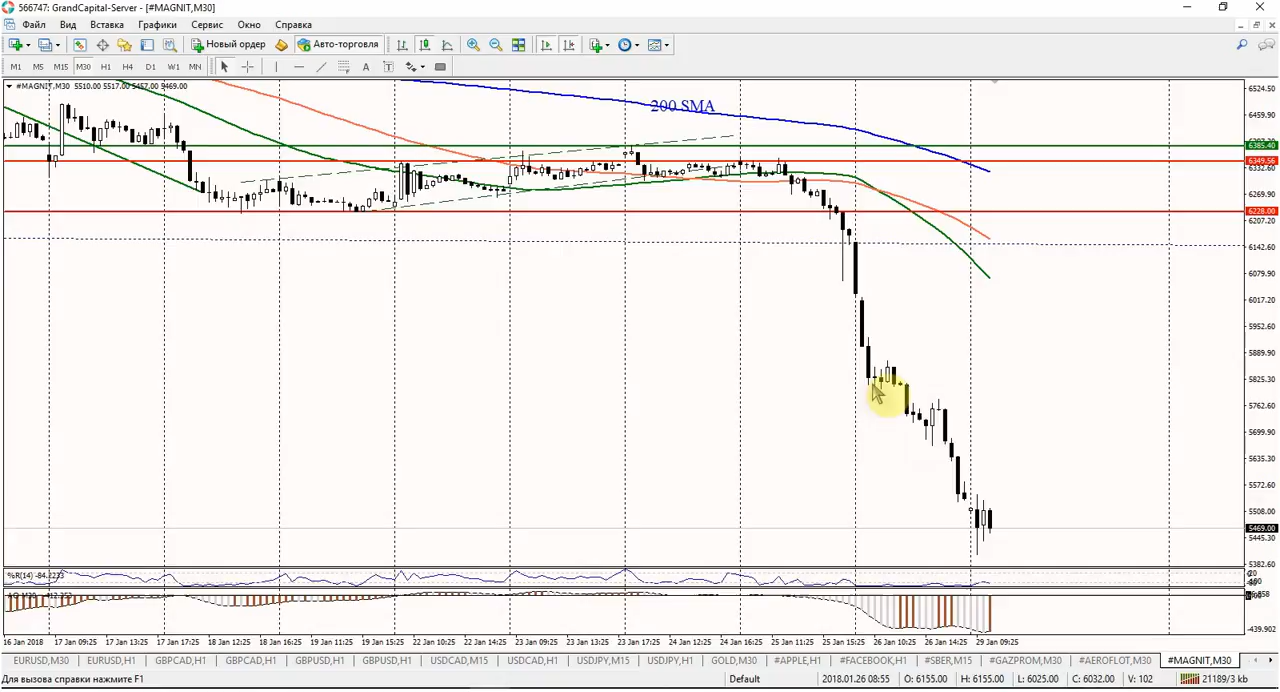 566747: GrandCapital-Server - [#MAGNIT,M30]
Файл Вид Вставка Графики Сервис Окно Справка
Новый ордер Авто-торговля
M1 M5 M15 M30 H1 H4 D1 W1 MN A T
#MAGNIT,M30 5510.00 5517.00 5457.00 5469.00
200 SMA
6524.50
6459.90
6385.40
6349.56
6332.60
6269.90
6228.00
6207.20
6142.60
6079.90
6017.20
5952.60
5889.90
5825.30
5762.60
5699.90
5635.30
5572.60
5508.00
5469.00
5445.30
5382.60
%R(14) -84.2233
-439.902
16 Jan 2018 17 Jan 09:25 17 Jan 13:25 17 Jan 17:25 18 Jan 12:25 18 Jan 16:25 19 Jan 11:25 19 Jan 15:25 22 Jan 10:25 22 Jan 14:25 23 Jan 09:25 23 Jan 13:25 23 Jan 17:25 24 Jan 12:25 24 Jan 16:25 25 Jan 11:25 25 Jan 15:25 26 Jan 10:25 26 Jan 14:25 29 Jan 09:25
EURUSD,M30 EURUSD,H1 GBPCAD,H1 GBPCAD,H1 GBPUSD,H1 GBPUSD,H1 USDCAD,M15 USDCAD,H1 USDJPY,M15 USDJPY,H1 GOLD,M30 #APPLE,H1 #FACEBOOK,H1 #SBER,M15 #GAZPROM,M30 #AEROFLOT,M30 #MAGNIT,M30
Для вызова справки нажмите F1 Default 2018.01.26 08:55 O: 6155.00 H: 6155.00 L: 6025.00 C: 6032.00 V: 102 21189/3 kb